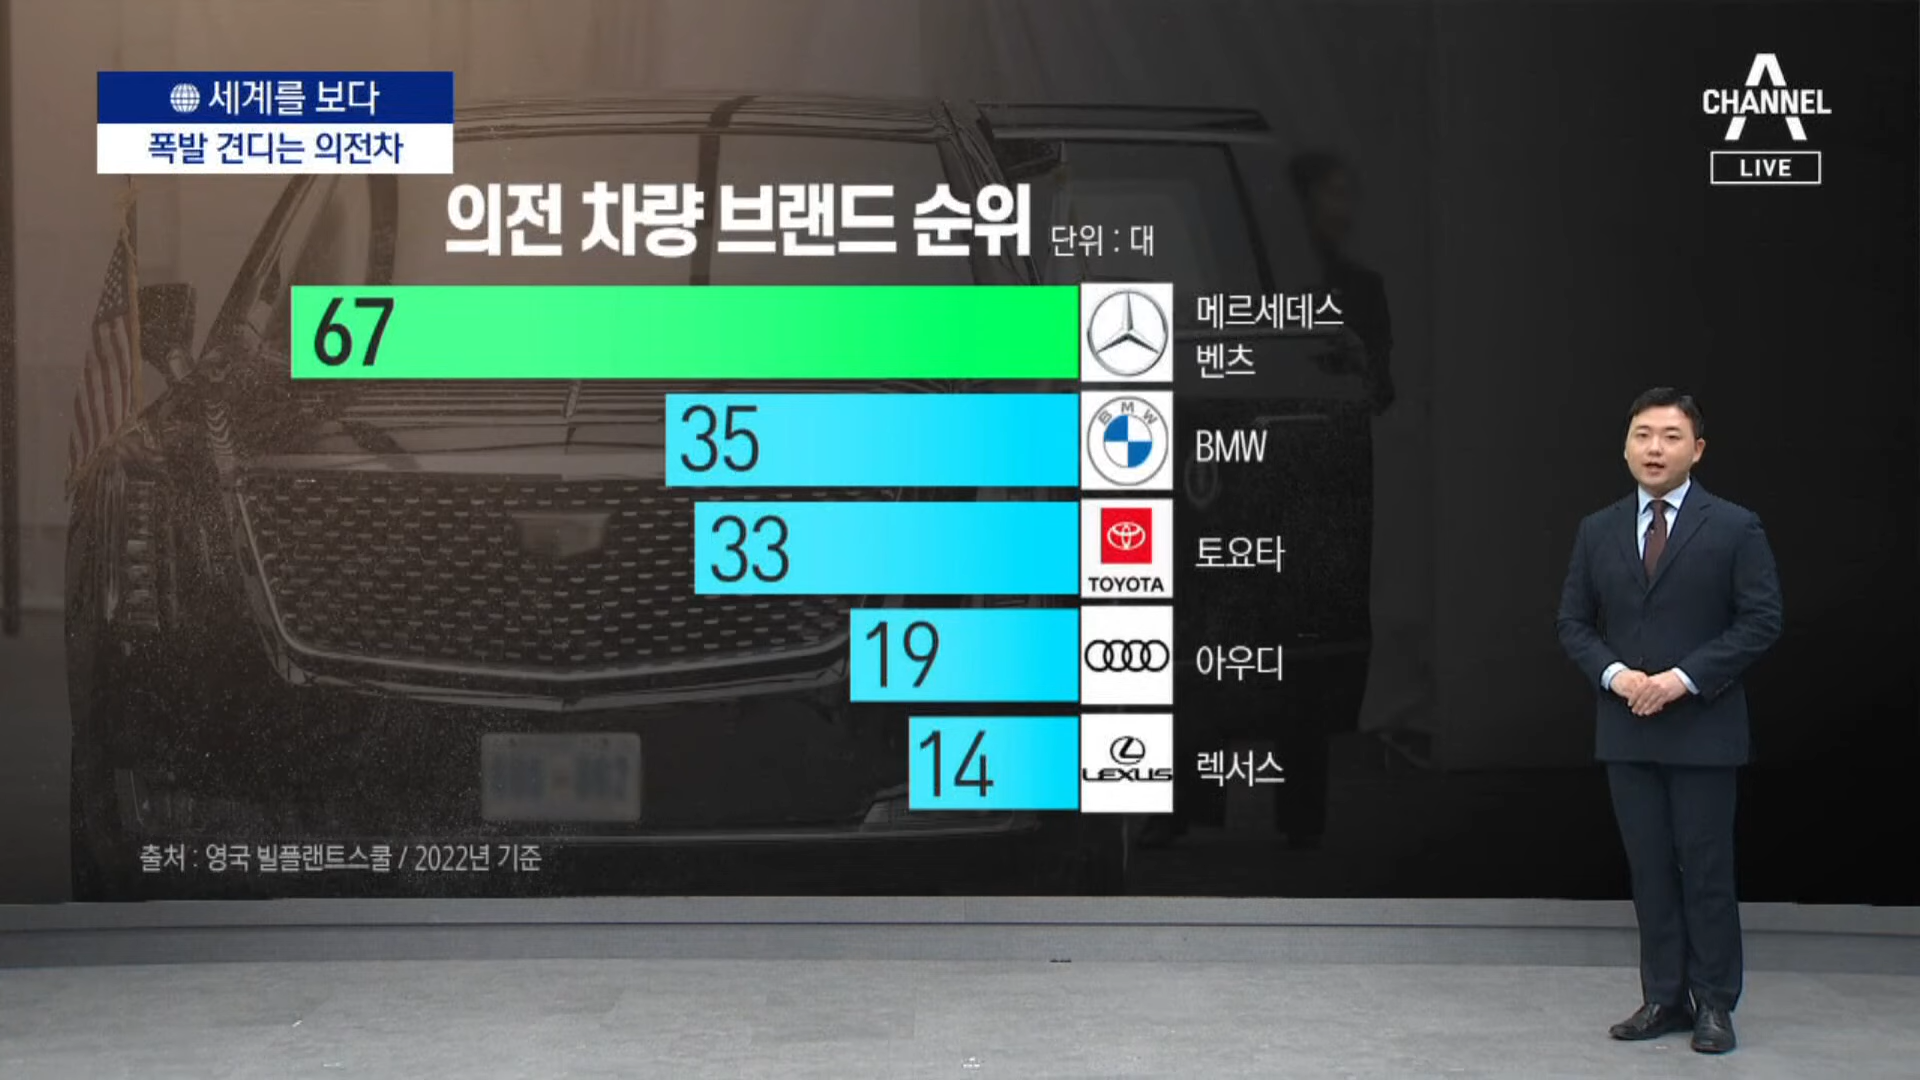 세계를 보다
폭발 견디는 의전차
CHANNEL A
LIVE
의전 차량 브랜드 순위 단위 : 대
67 메르세데스 벤츠
35 BMW BMW
33 TOYOTA 토요타
19 아우디
14 LEXUS 렉서스
출처 : 영국 빌플랜트스쿨 / 2022년 기준